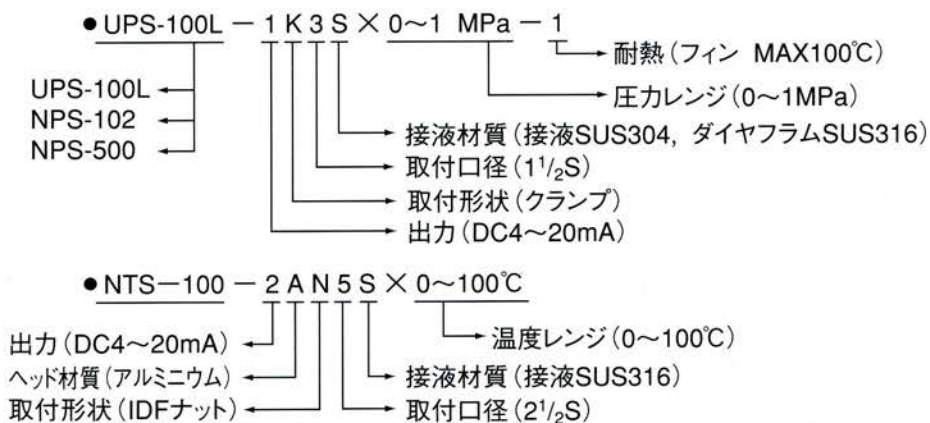 ●UPS-100L－1K3S×0～1 MPa－1
耐熱（フィン MAX100℃）
UPS-100L
圧力レンジ（0～1MPa）
NPS-102
接液材質（接液SUS304, ダイヤフラムSUS316）
NPS-500
取付口径（1 1/2S）
取付形状（クランプ）
出力（DC4～20mA）
●NTS－100－2AN5S×0～100℃
出力（DC4～20mA）
温度レンジ（0～100℃）
ヘッド材質（アルミニウム）
接液材質（接液SUS316）
取付形状（IDFナット）
取付口径（2 1/2S）